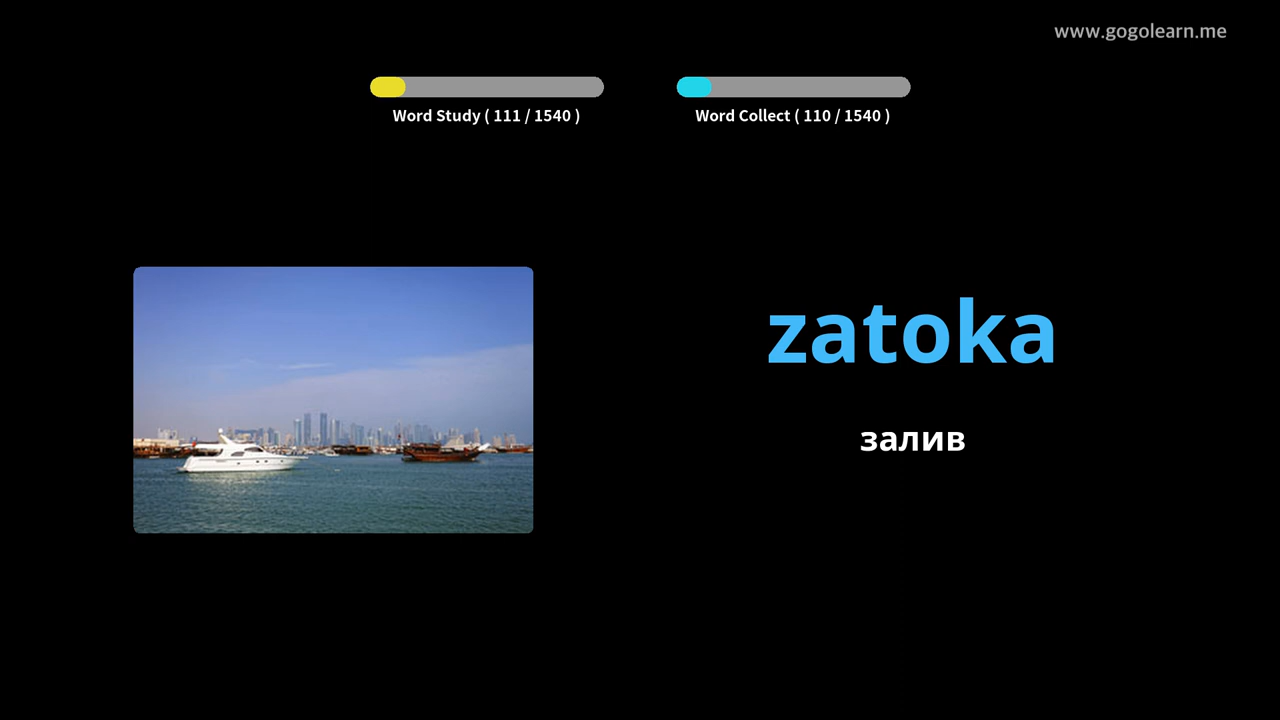 www.gogolearn.me
Word Study ( 111 / 1540 )
Word Collect ( 110 / 1540 )
zatoka
залив